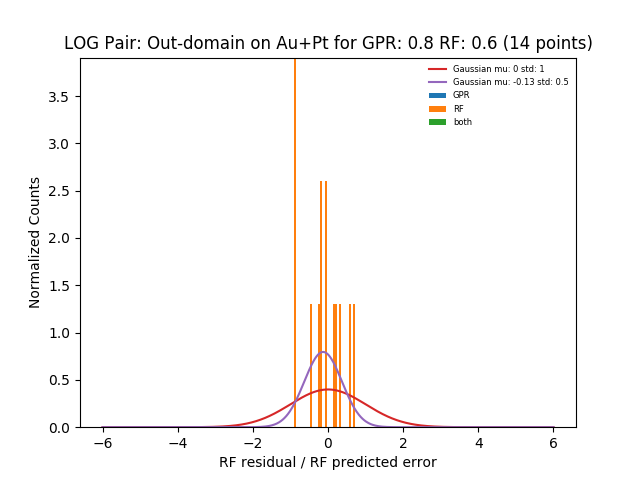 LOG Pair: Out-domain on Au+Pt for GPR: 0.8 RF: 0.6 (14 points)
Gaussian mu: 0 std: 1
Gaussian mu: -0.13 std: 0.5
GPR
RF
both
Normalized Counts
3.5
3.0
2.5
2.0
1.5
1.0
0.5
0.0
−6
−4
−2
0
2
4
6
RF residual / RF predicted error